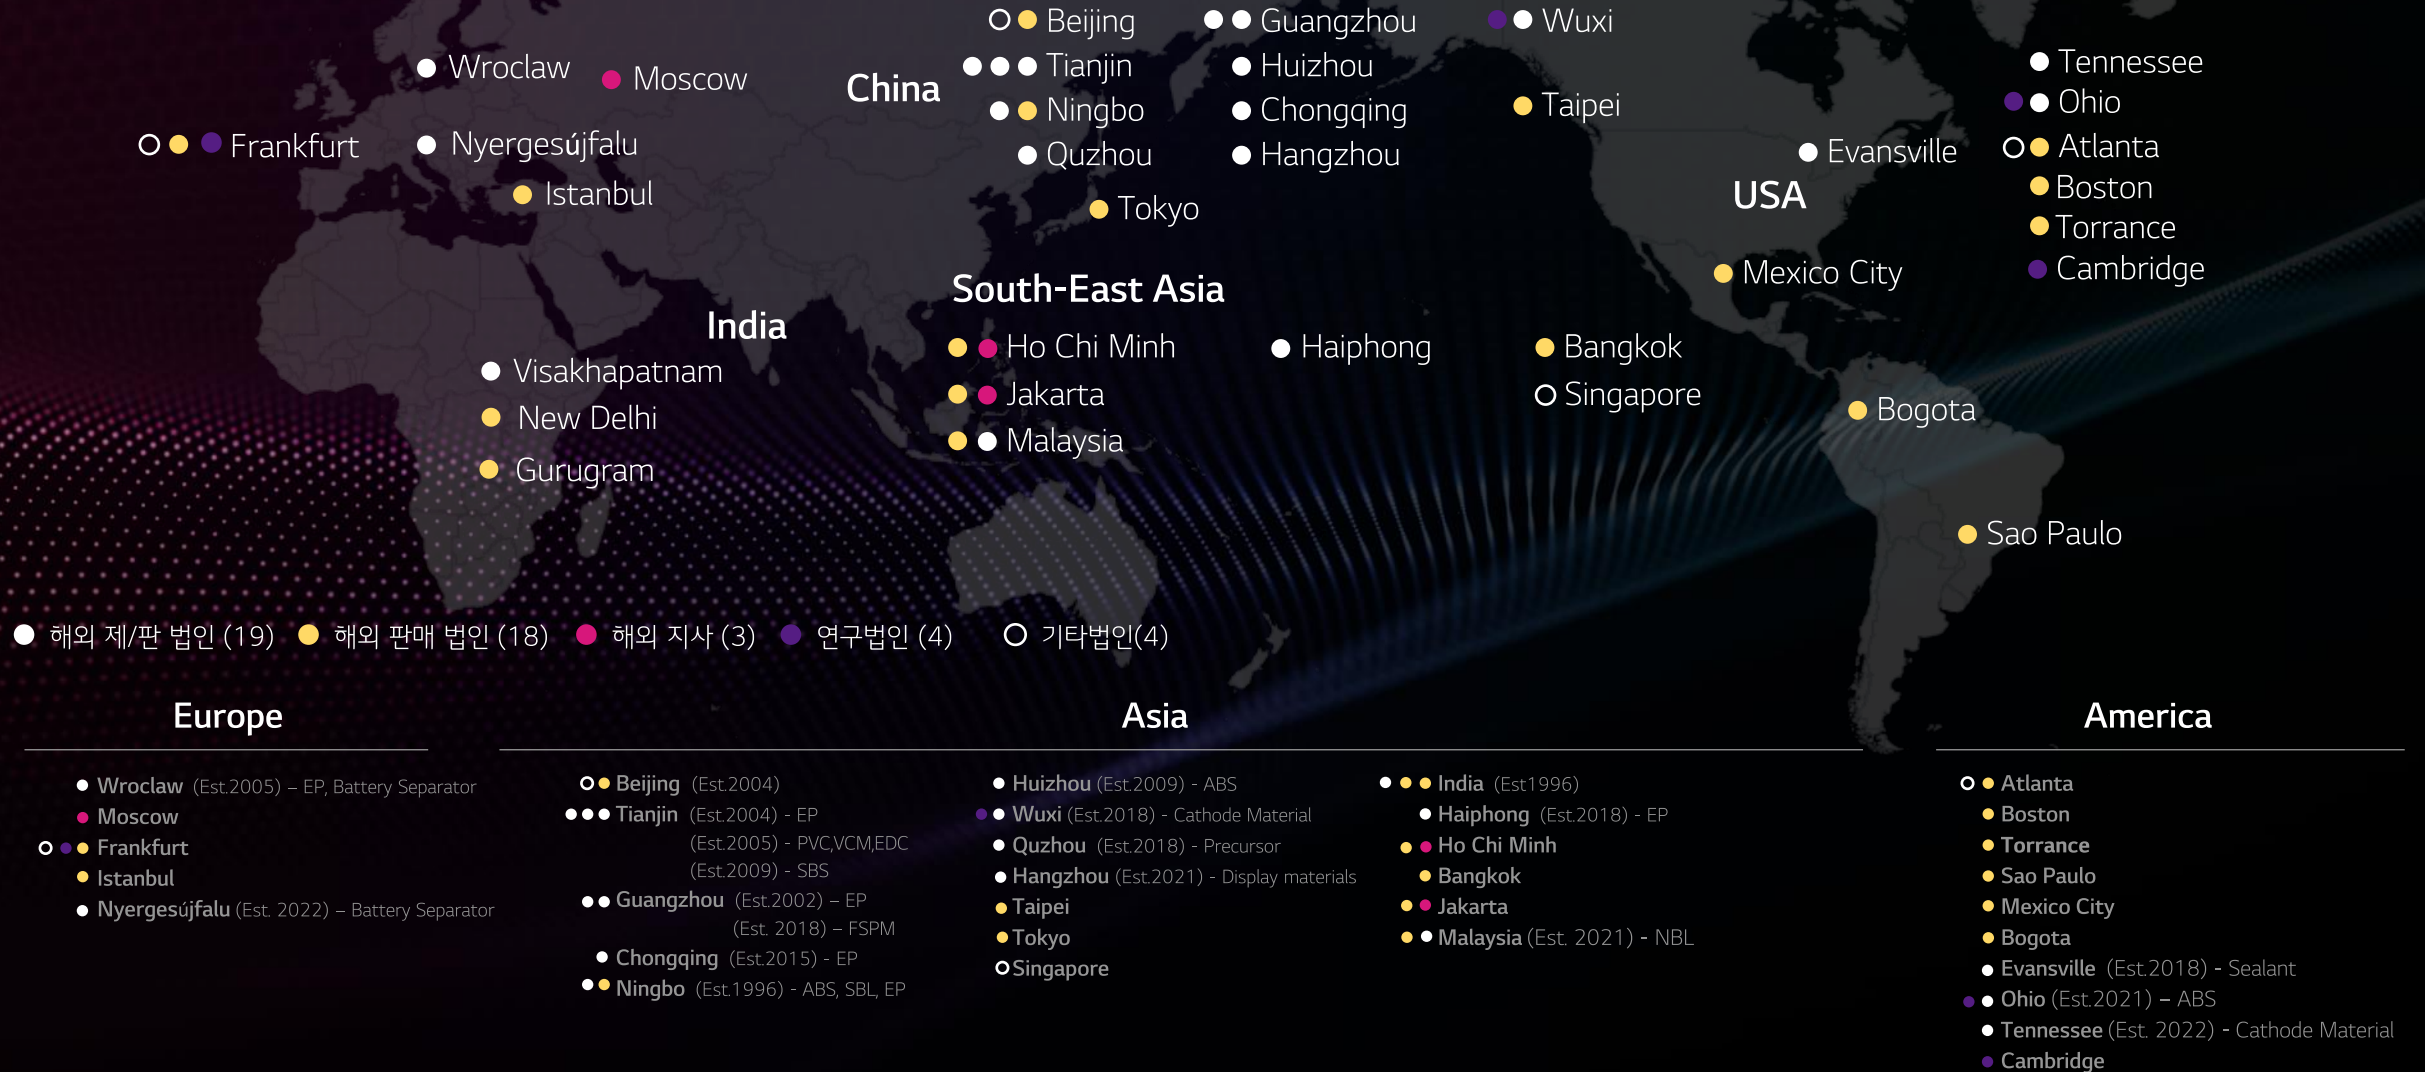 Beijing
Guangzhou
Wuxi
Wroclaw
Moscow
China
Tianjin
Huizhou
Tennessee
Ningbo
Chongqing
Taipei
Ohio
Frankfurt
Nyergesújfalu
Quzhou
Hangzhou
Evansville
Atlanta
Istanbul
Tokyo
USA
Boston
Torrance
Mexico City
Cambridge
South-East Asia
India
Ho Chi Minh
Haiphong
Bangkok
Visakhapatnam
Jakarta
Singapore
New Delhi
Malaysia
Bogota
Gurugram
Sao Paulo
해외 제/판 법인 (19) 해외 판매 법인 (18) 해외 지사 (3) 연구법인 (4) 기타법인(4)
Europe
Wroclaw (Est.2005) – EP, Battery Separator
Moscow
Frankfurt
Istanbul
Nyergesújfalu (Est. 2022) – Battery Separator
Asia
Beijing (Est.2004)
Tianjin (Est.2004) - EP
(Est.2005) - PVC,VCM,EDC
(Est.2009) - SBS
Guangzhou (Est.2002) – EP
(Est. 2018) – FSPM
Chongqing (Est.2015) - EP
Ningbo (Est.1996) - ABS, SBL, EP
Huizhou (Est.2009) - ABS
Wuxi (Est.2018) - Cathode Material
Quzhou (Est.2018) - Precursor
Hangzhou (Est.2021) - Display materials
Taipei
Tokyo
Singapore
India (Est1996)
Haiphong (Est.2018) - EP
Ho Chi Minh
Bangkok
Jakarta
Malaysia (Est. 2021) - NBL
America
Atlanta
Boston
Torrance
Sao Paulo
Mexico City
Bogota
Evansville (Est.2018) - Sealant
Ohio (Est.2021) – ABS
Tennessee (Est. 2022) - Cathode Material
Cambridge